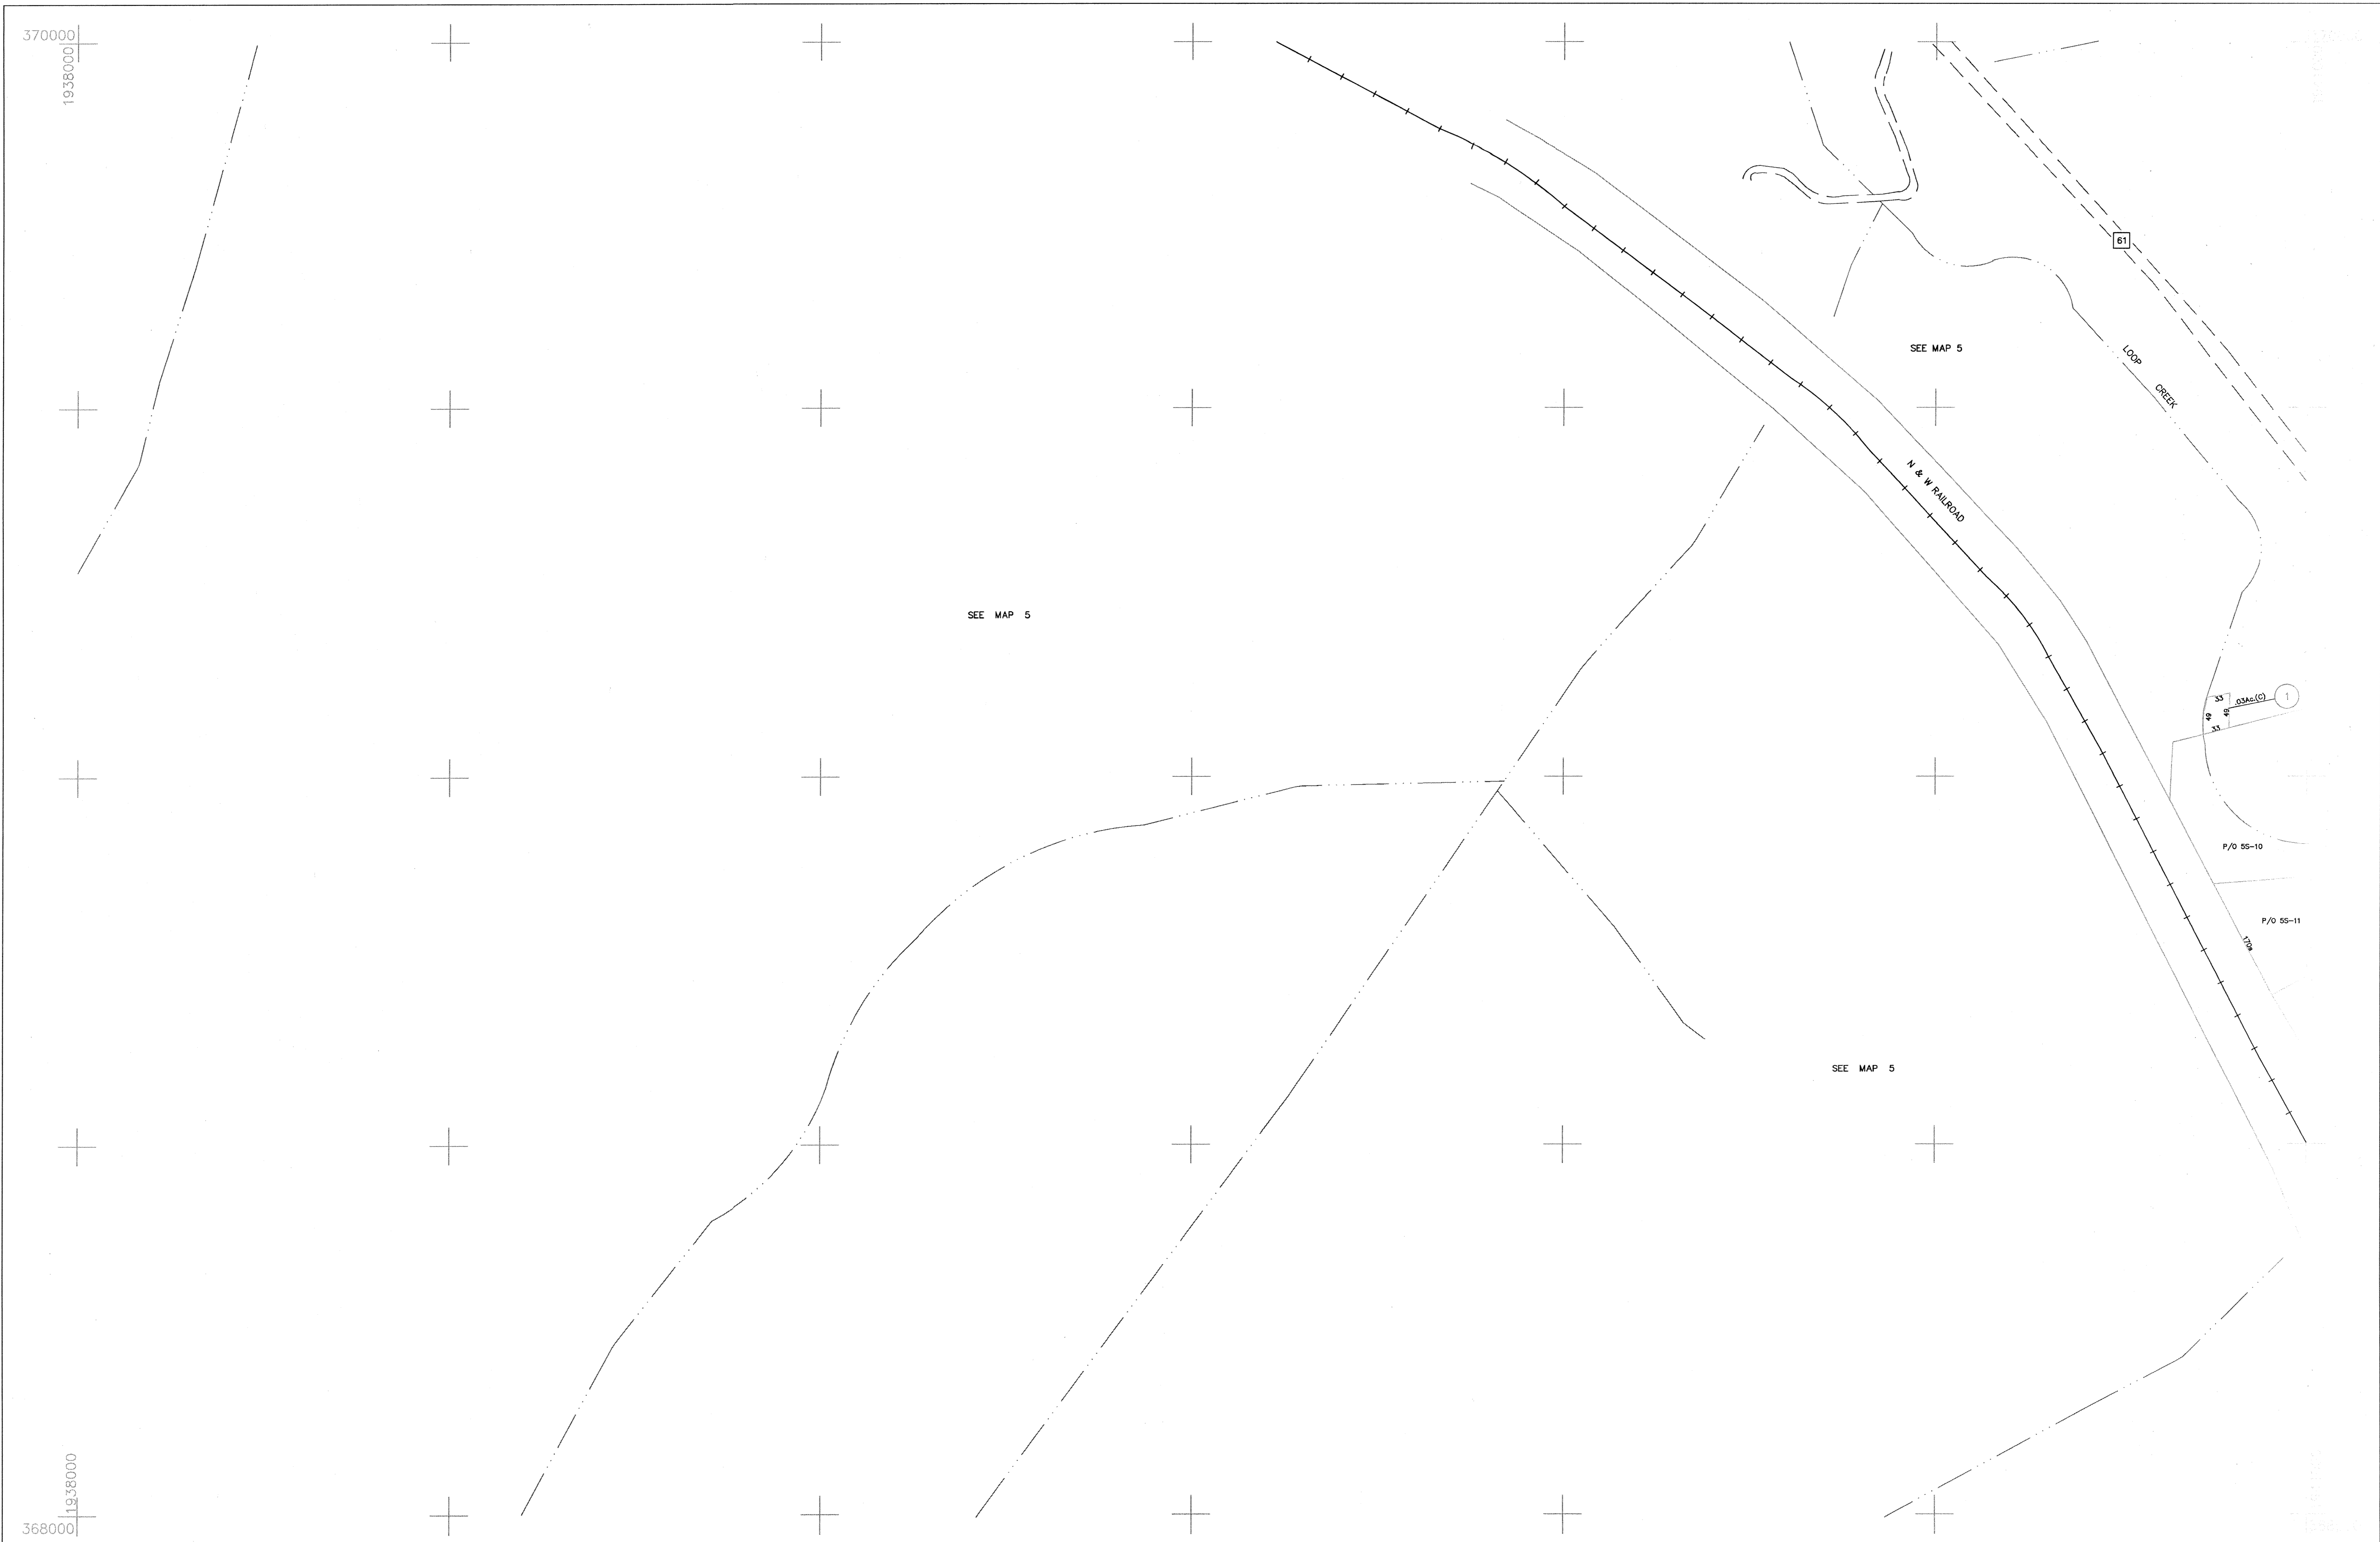 370000
1938000
61
SEE MAP 5
LOOP CREEK
N & W RAILROAD
SEE MAP 5
33
.03Ac.(C)
1
49
49
33
P/O 5S-10
P/O 5S-11
SEE MAP 5
1938000
368000